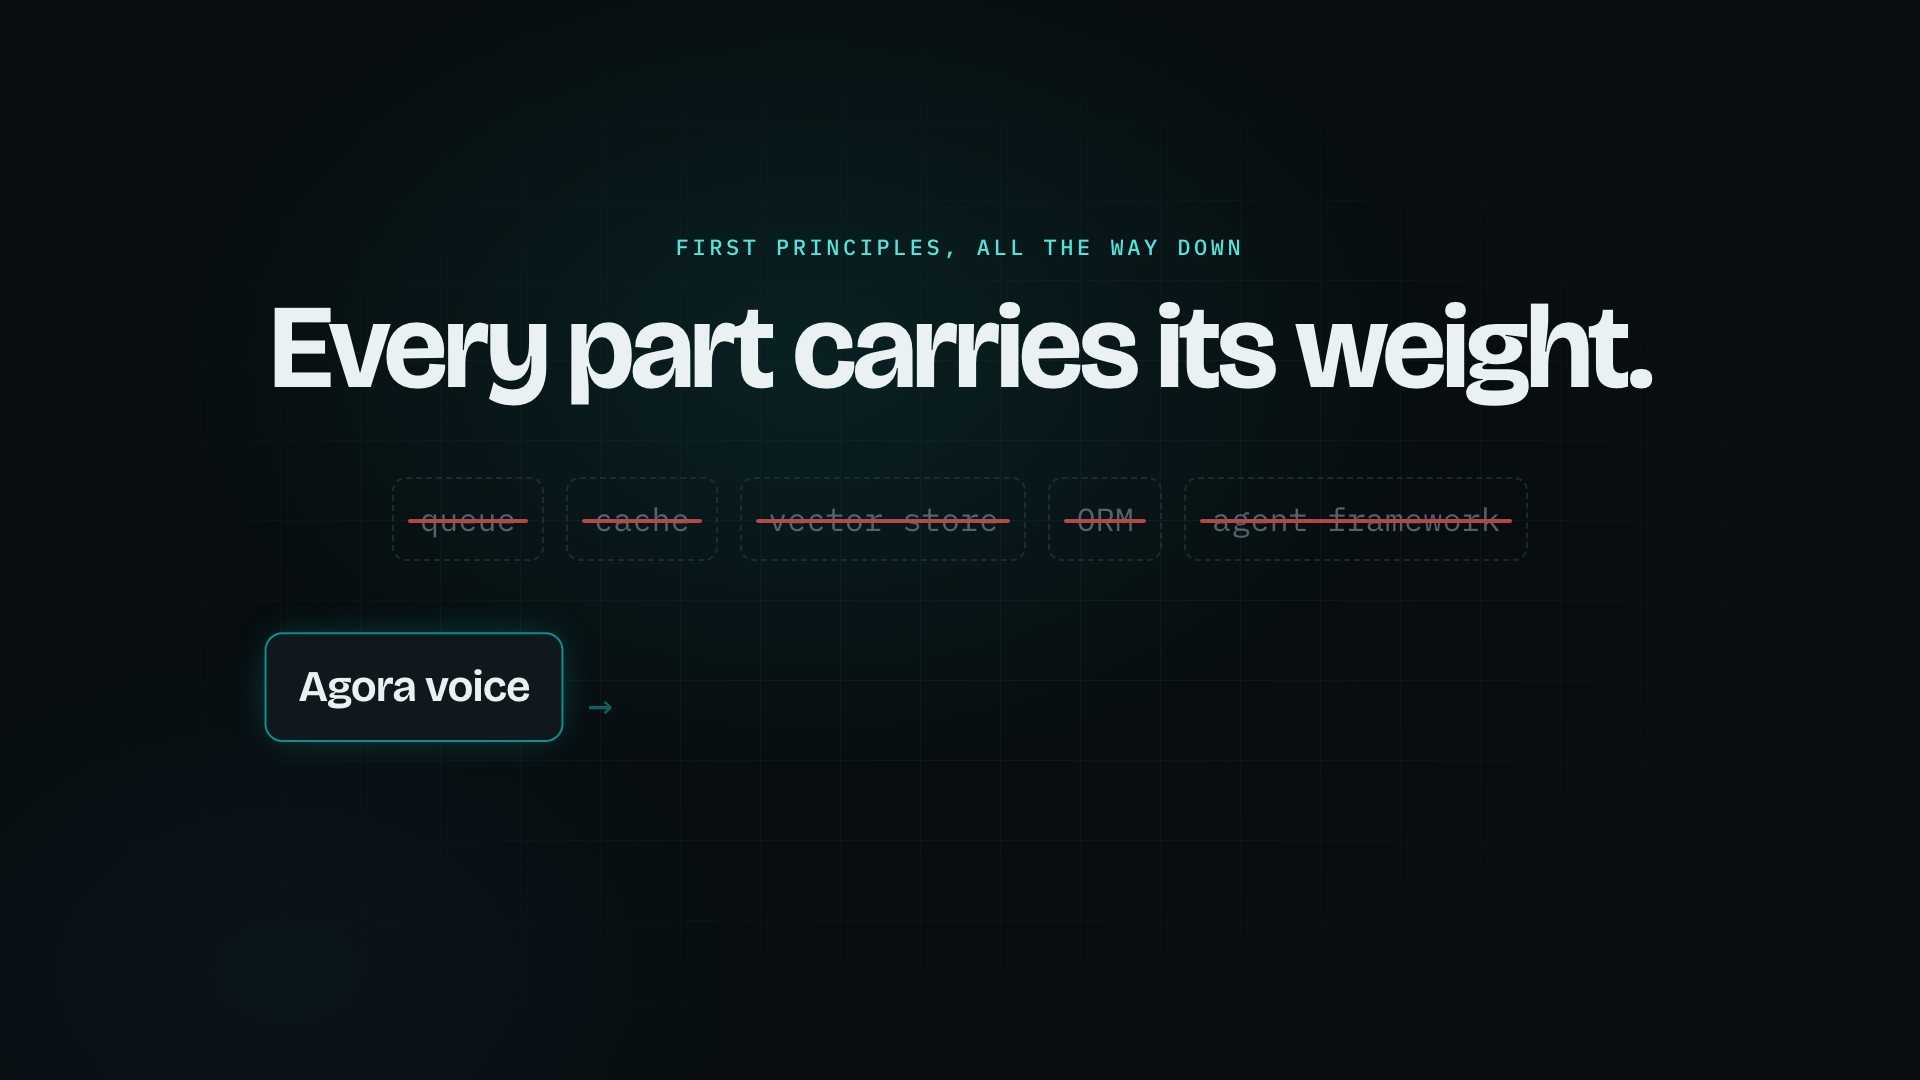 FIRST PRINCIPLES, ALL THE WAY DOWN
Every part carries its weight.
queue cache vector store ORM agent framework
Agora voice →